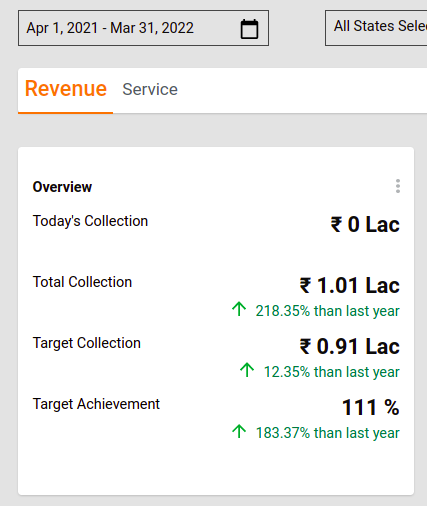 Apr 1, 2021 - Mar 31, 2022
All States Selec
Revenue Service
Overview
Today's Collection ₹ 0 Lac
Total Collection ₹ 1.01 Lac
218.35% than last year
Target Collection ₹ 0.91 Lac
12.35% than last year
Target Achievement 111 %
183.37% than last year